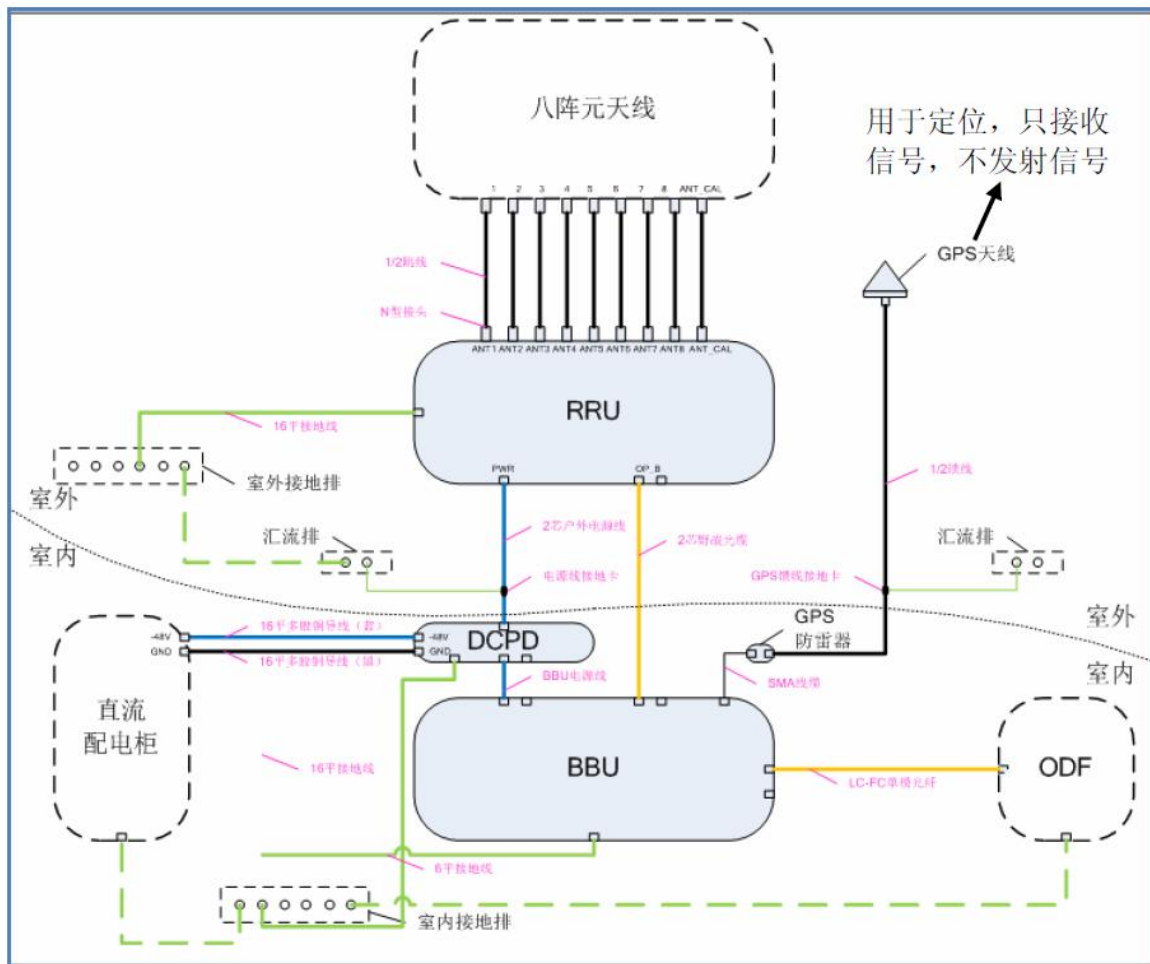 八阵元天线
用于定位，只接收
信号，不发射信号
1 2 3 4 5 6 7 8 ANT_CAL
GPS天线
1/2跳线
N型接头
ANT1 ANT2 ANT3 ANT4 ANT5 ANT6 ANT7 ANT8 ANT_CAL
RRU
16平接地线
PWR OP_B
室外接地排
1/2馈线
室外
室内
汇流排
2芯户外电源线
2芯野战光缆
汇流排
电源线接地卡
GPS馈线接地卡
16平多股铜导线（蓝）
-48V
-48V
GND
GND
16平多股铜导线（黑）
DCPD
GPS
防雷器
室外
室内
BBU电源线
SMA线缆
直流
配电柜
16平接地线
BBU
LC-FC单模光纤
ODF
6平接地线
室内接地排